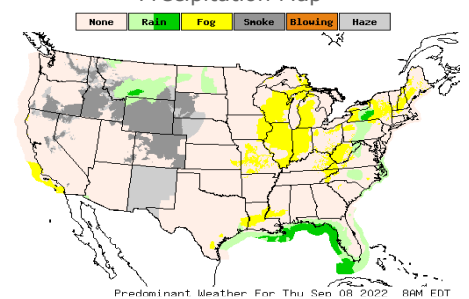 Precipitation Map
None Rain Fog Smoke Blowing Haze
Predominant Weather For Thu Sep 08 2022 8AM EDT